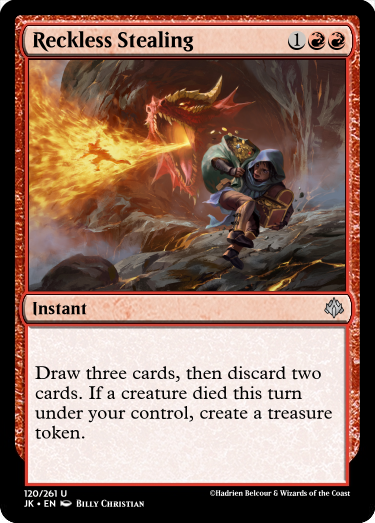 Reckless Stealing 1
Instant
Draw three cards, then discard two
cards. If a creature died this turn
under your control, create a treasure
token.
120/261 U
JK • EN Billy Christian
©Hadrien Belcour & Wizards of the Coast